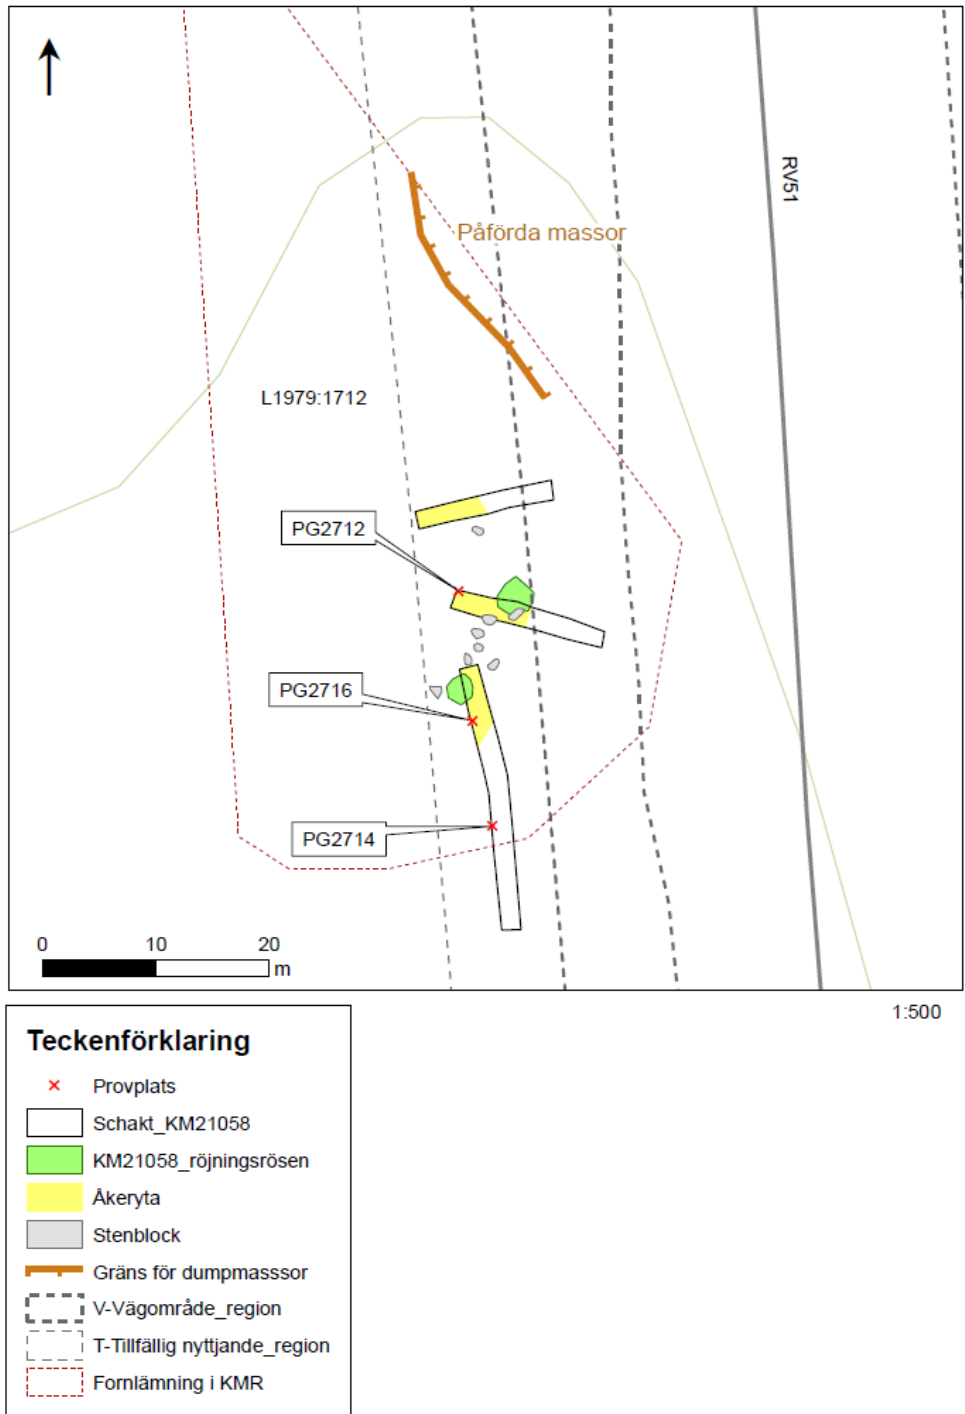 RV51
Påförda massor
L1979:1712
PG2712
PG2716
PG2714
0 10 20
m
1:500
Teckenförklaring
Provplats
Schakt_KM21058
KM21058_röjningsrösen
Åkeryta
Stenblock
Gräns för dumpmasssor
V-Vägområde_region
T-Tillfällig nyttjande_region
Fornlämning i KMR